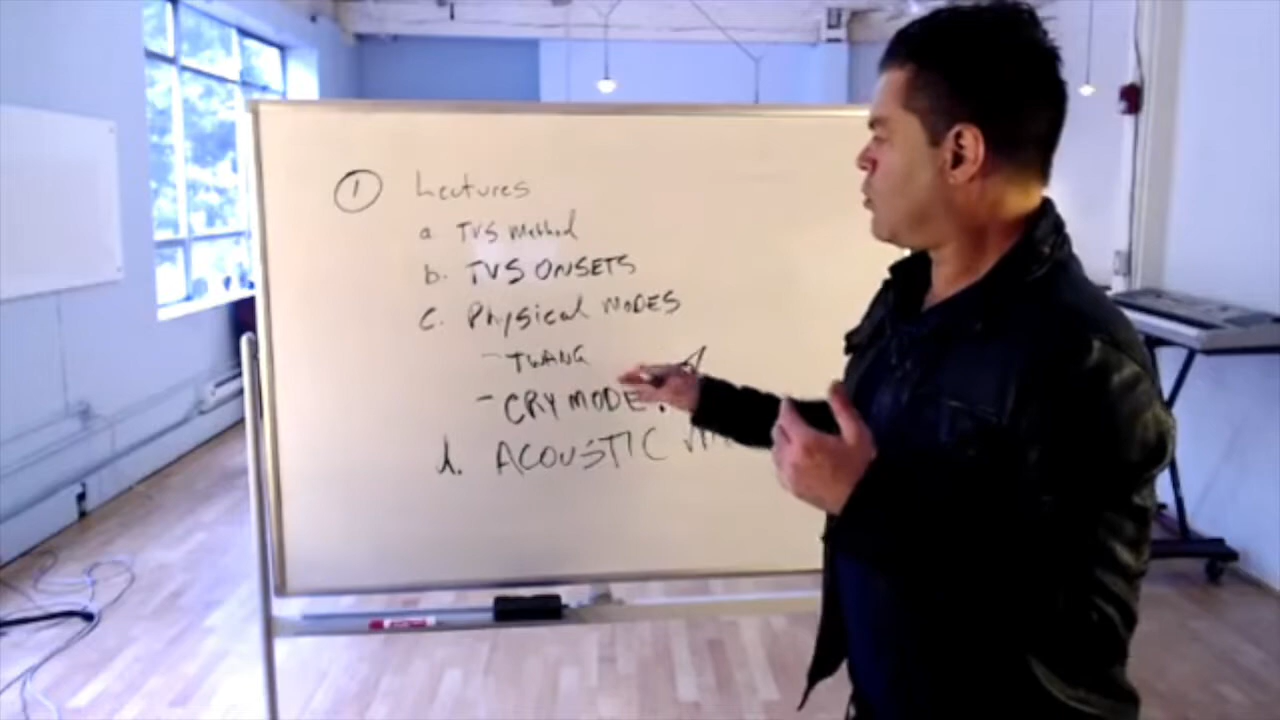 ① Lectures
a. TVS Method
b. TVS ONSETS
c. Physical MODES
- TWANG
- CRY MODE
d. ACOUSTIC